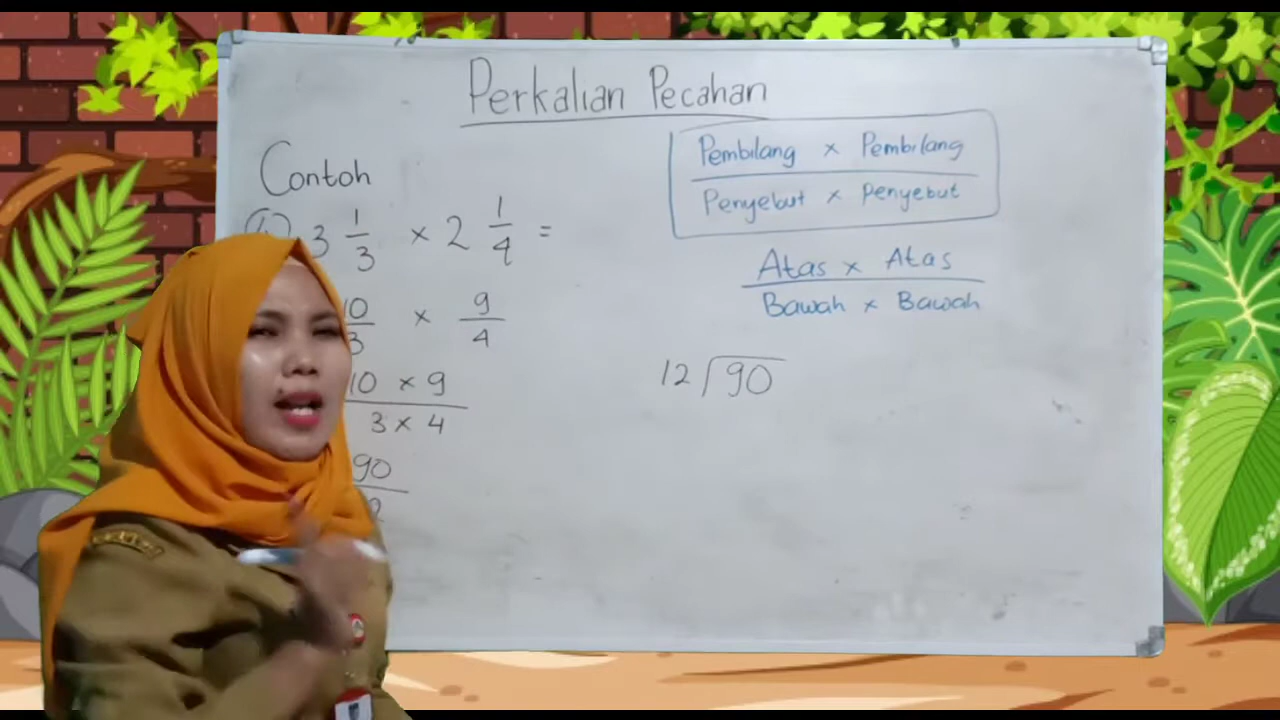 Perkalian Pecahan
Contoh
3 1/3 × 2 1/4 =
10/3 × 9/4
10 × 9
3 × 4
90
Pembilang × Pembilang
Penyebut × Penyebut
Atas × Atas
Bawah × Bawah
12 90